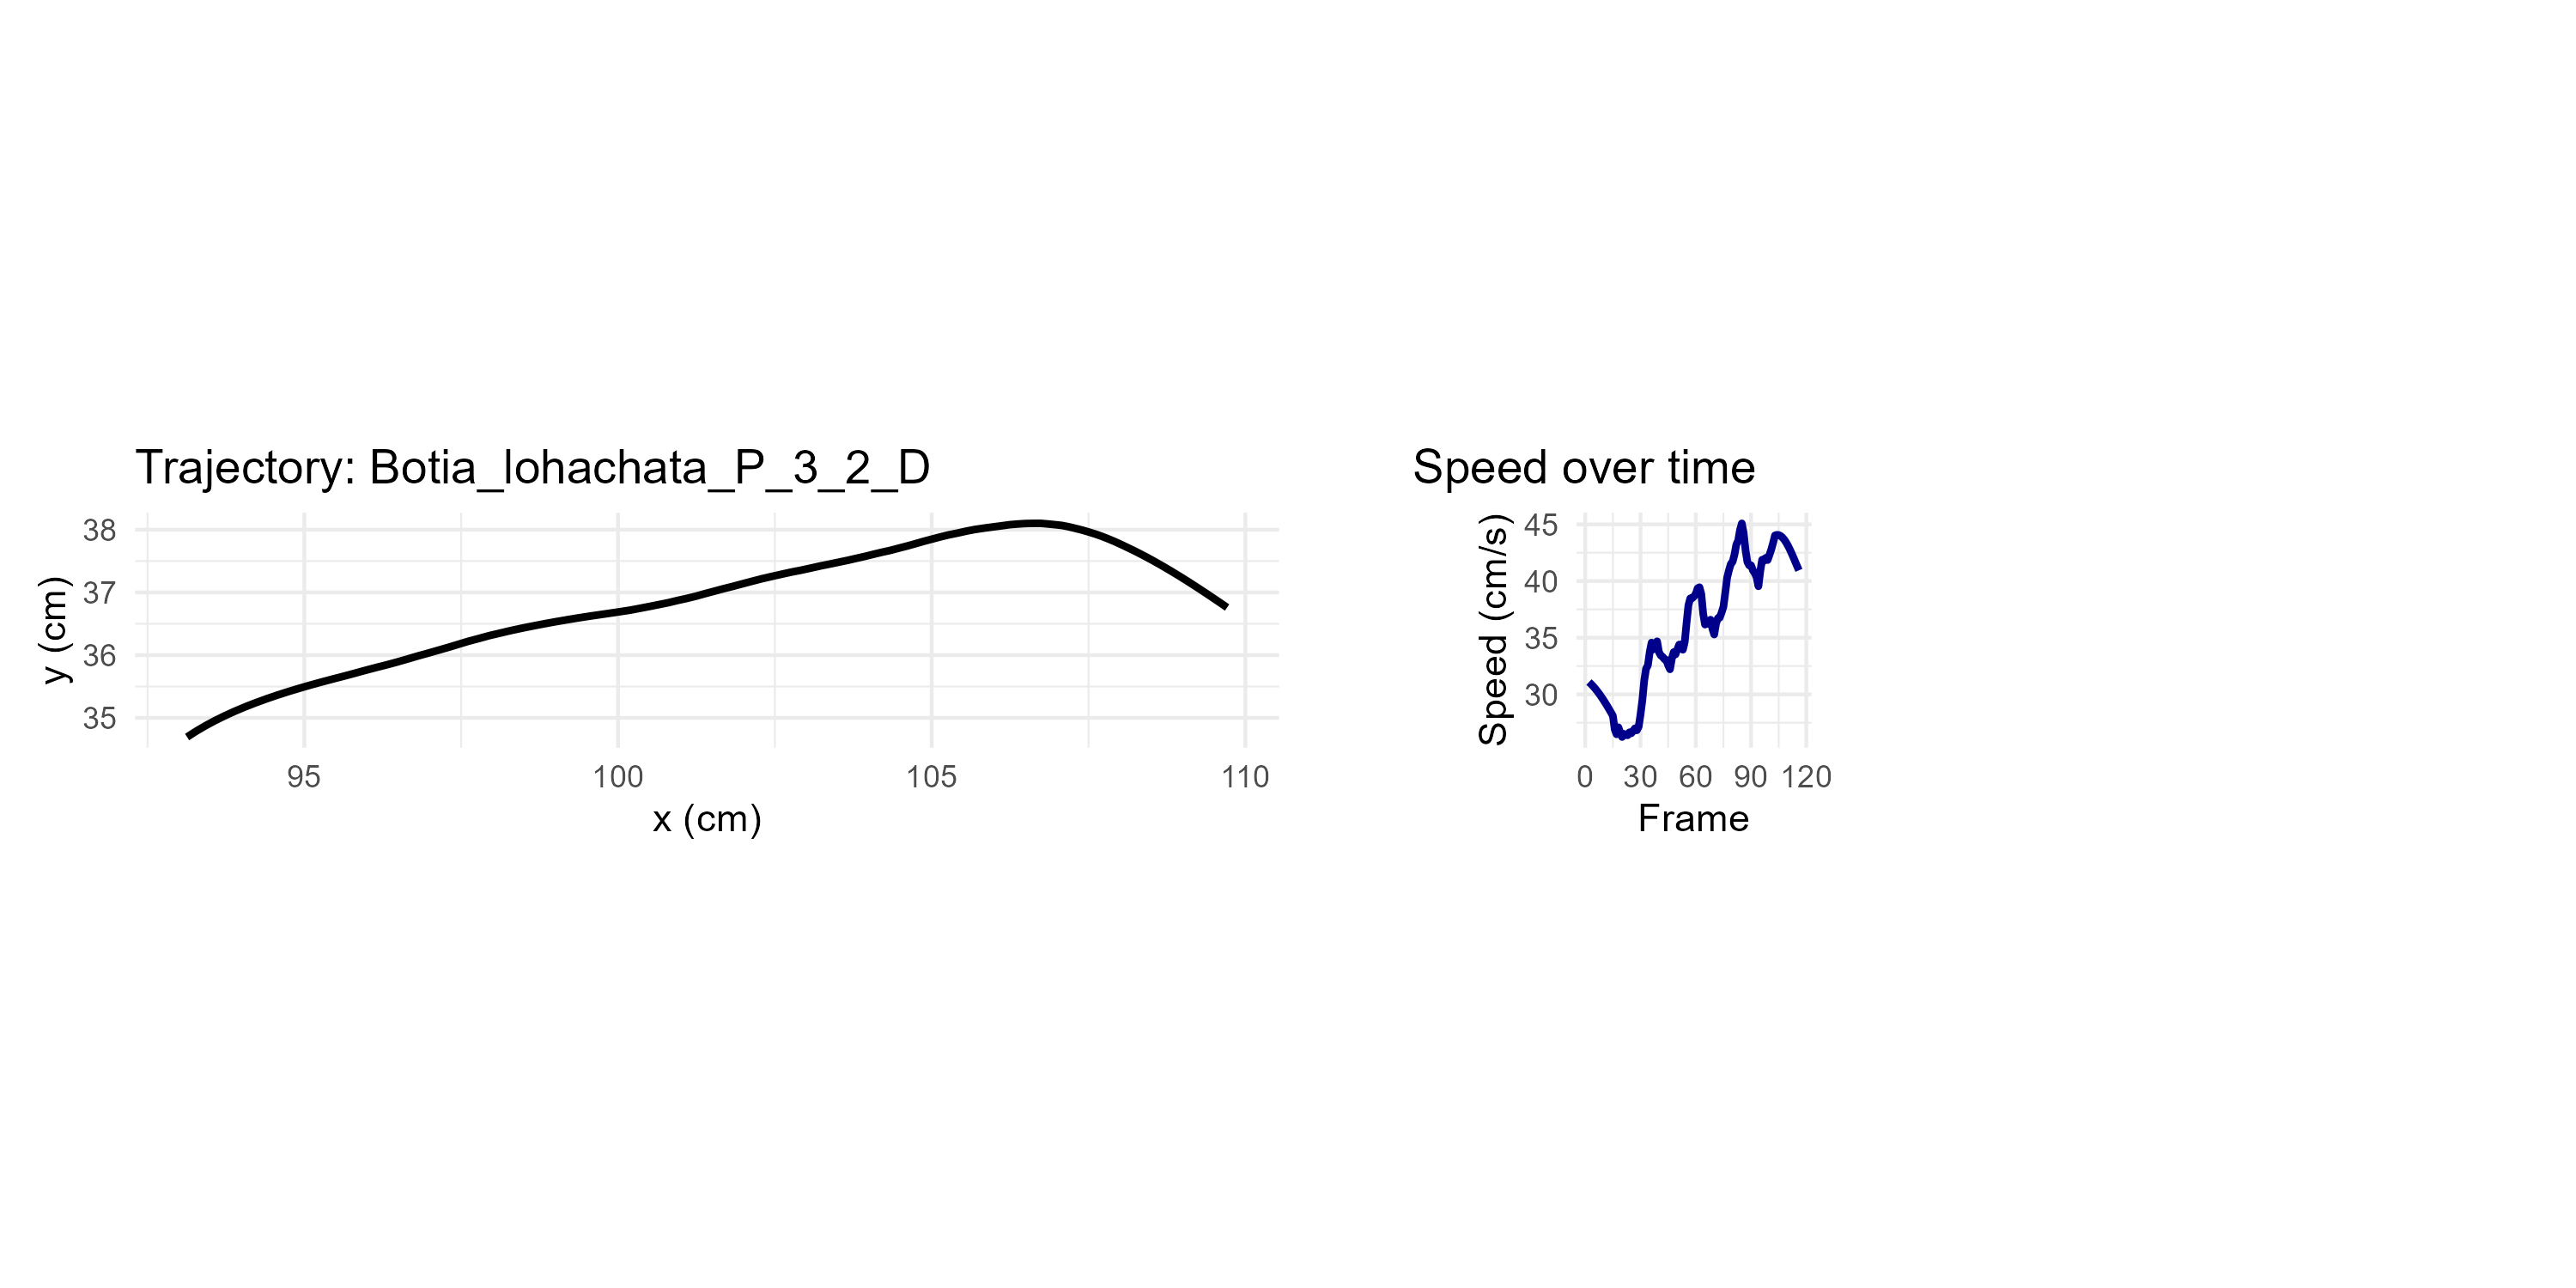 Trajectory: Botia_lohachata_P_3_2_D
38
37
36
35
y (cm)
95 100 105 110
x (cm)
Speed over time
45
40
35
30
Speed (cm/s)
0 30 60 90 120
Frame